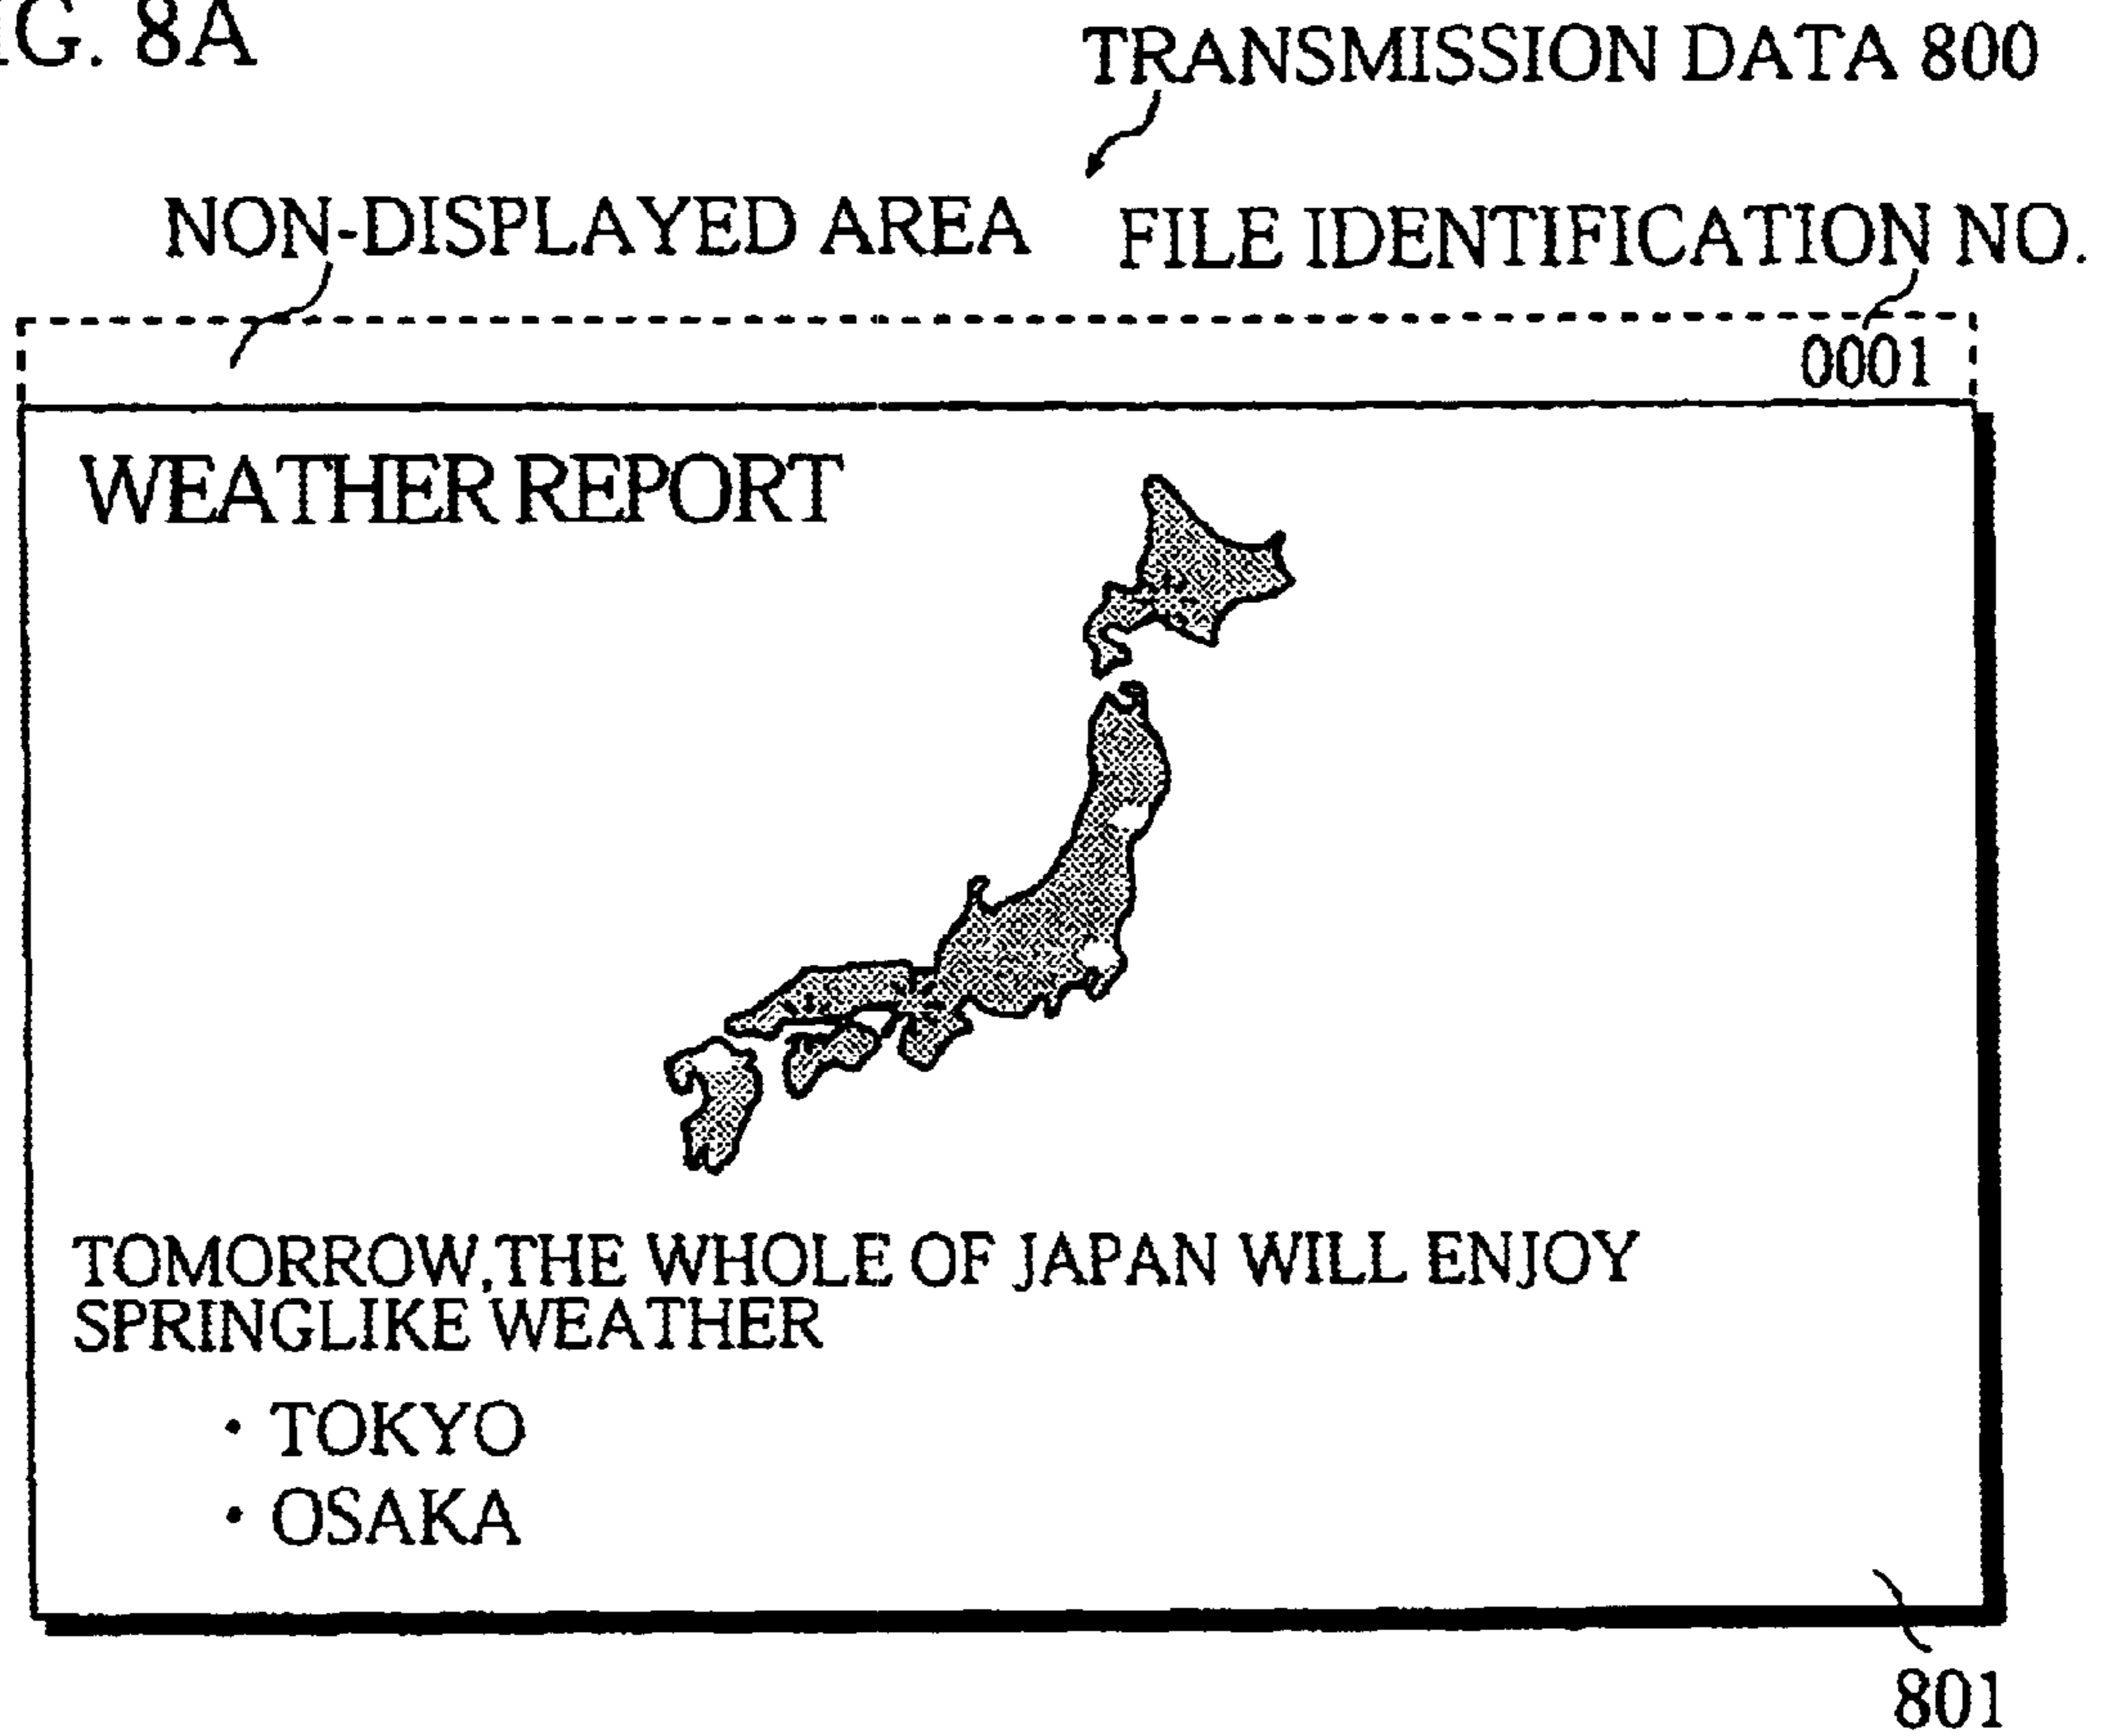 IG. 8A
TRANSMISSION DATA 800
NON-DISPLAYED AREA
FILE IDENTIFICATION NO.
0001
WEATHER REPORT
TOMORROW,THE WHOLE OF JAPAN WILL ENJOY
SPRINGLIKE WEATHER
・TOKYO
・OSAKA
801